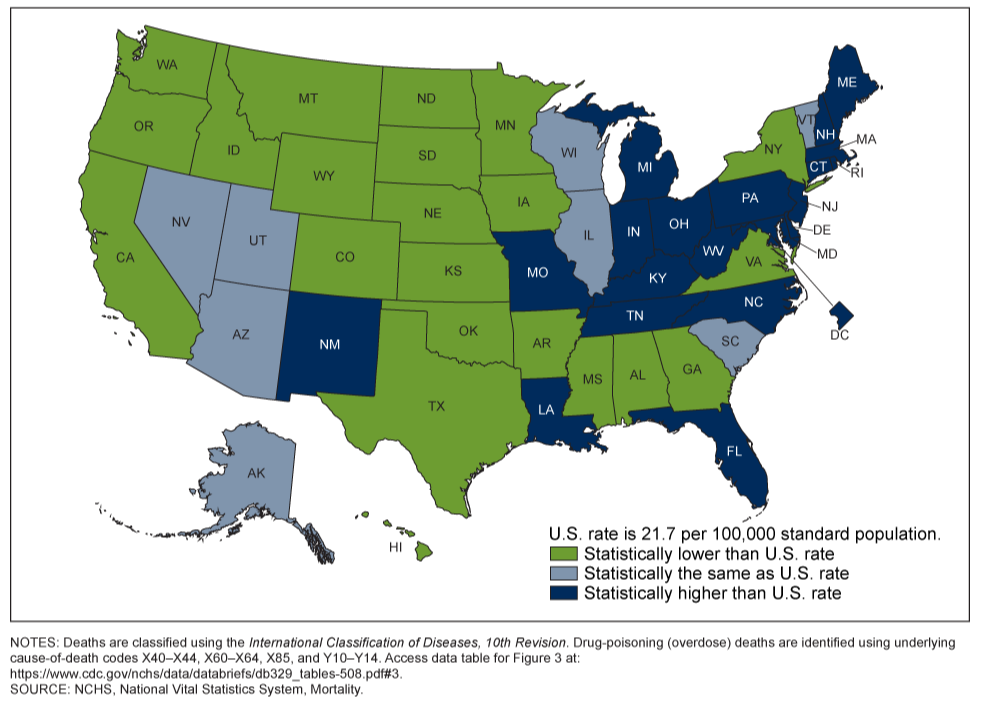 WA
MT
ND
MN
OR
ID
SD
WY
WI
MI
NY
VT
NH
ME
MA
CT
RI
IA
NE
PA
NJ
NV
UT
CO
IL
IN
OH
DE
MD
CA
KS
MO
KY
WV
VA
AZ
NM
OK
AR
TN
NC
DC
SC
TX
MS
AL
GA
LA
FL
AK
HI
U.S. rate is 21.7 per 100,000 standard population.
Statistically lower than U.S. rate
Statistically the same as U.S. rate
Statistically higher than U.S. rate
NOTES: Deaths are classified using the International Classification of Diseases, 10th Revision. Drug-poisoning (overdose) deaths are identified using underlying
cause-of-death codes X40–X44, X60–X64, X85, and Y10–Y14. Access data table for Figure 3 at:
https://www.cdc.gov/nchs/data/databriefs/db329_tables-508.pdf#3.
SOURCE: NCHS, National Vital Statistics System, Mortality.